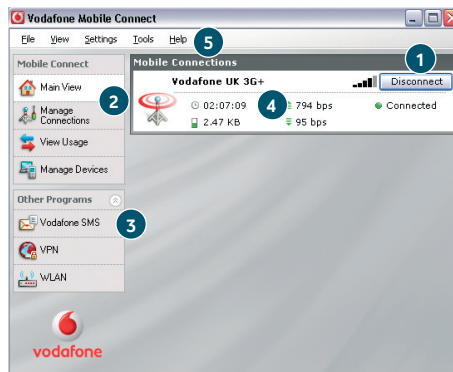 Vodafone Mobile Connect
File View Settings Tools Help
5
Mobile Connect
Main View
2
Manage
Connections
View Usage
Manage Devices
Other Programs
Vodafone SMS
3
VPN
WLAN
vodafone
Mobile Connections
1
Vodafone UK 3G+ Disconnect
02:07:09 4 794 bps Connected
2.47 KB 95 bps